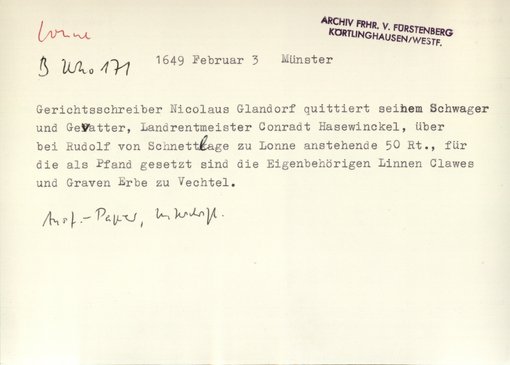 Lonne
ARCHIV FRHR. V. FÜRSTENBERG
KÖRTLINGHAUSEN/WESTF.
B Uko 171
1649 Februar 3 Münster
Gerichtsschreiber Nicolaus Glandorf quittiert seinem Schwager
und Gevatter, Landrentmeister Conradt Hasewinckel, über
bei Rudolf von Schnettlage zu Lonne anstehende 50 Rt., für
die als Pfand gesetzt sind die Eigenbehörigen Linnen Clawes
und Graven Erbe zu Vechtel.
Ausf.-Papier, Unterschr.